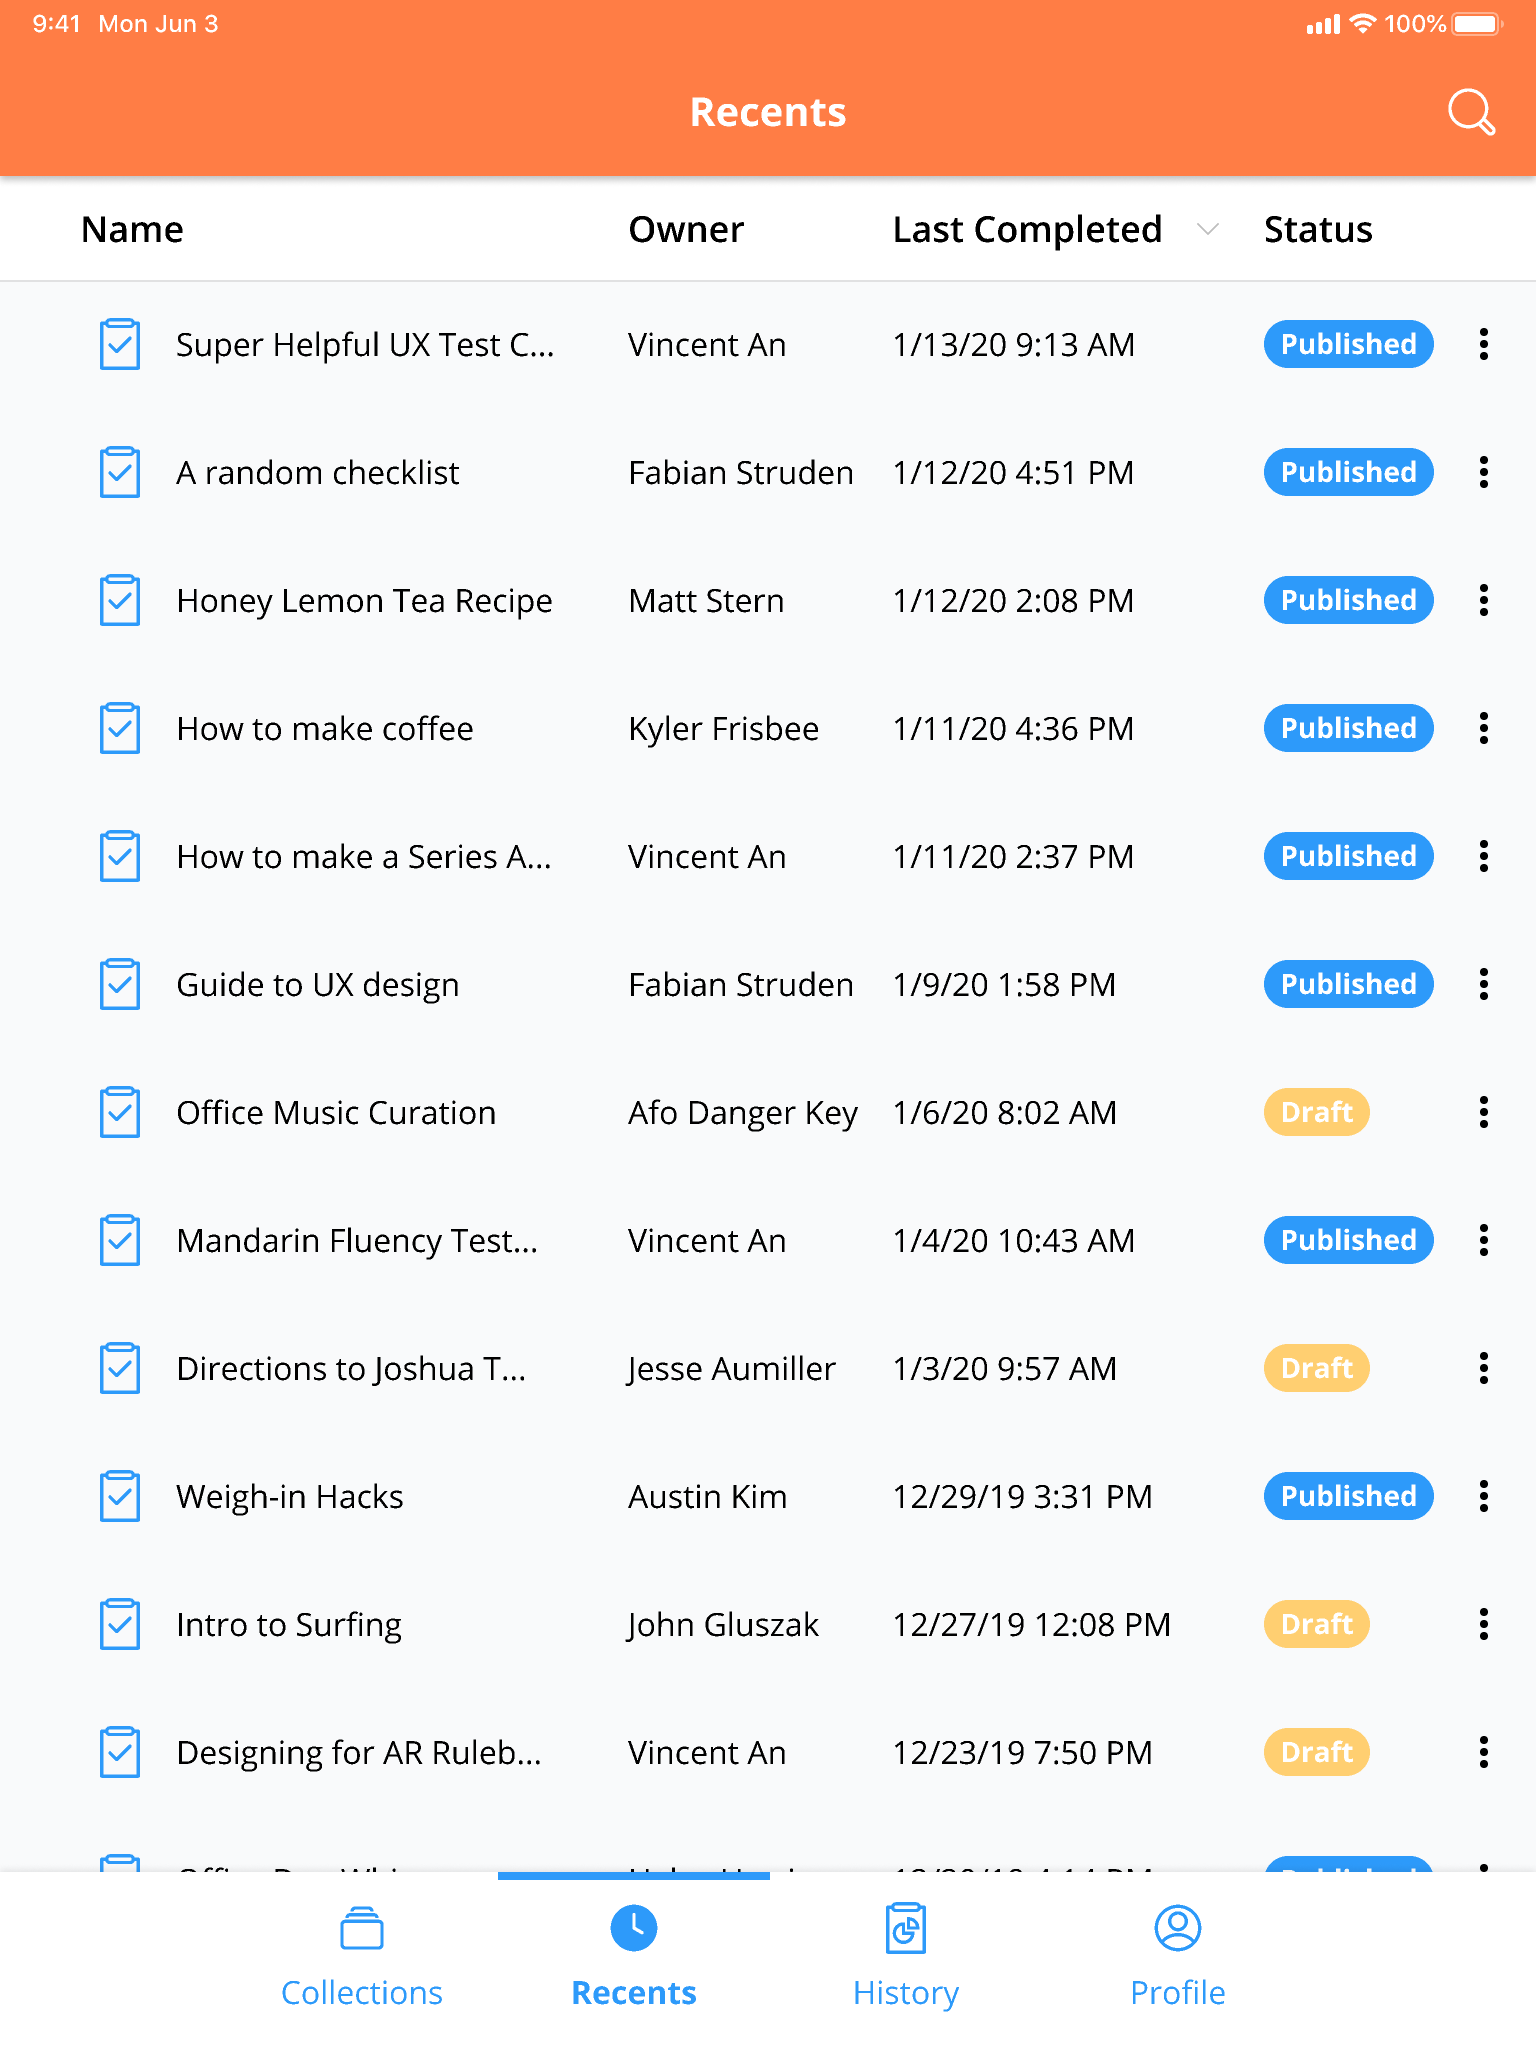 9:41 Mon Jun 3 100%
Recents
Name Owner Last Completed Status
Super Helpful UX Test C... Vincent An 1/13/20 9:13 AM Published
A random checklist Fabian Struden 1/12/20 4:51 PM Published
Honey Lemon Tea Recipe Matt Stern 1/12/20 2:08 PM Published
How to make coffee Kyler Frisbee 1/11/20 4:36 PM Published
How to make a Series A... Vincent An 1/11/20 2:37 PM Published
Guide to UX design Fabian Struden 1/9/20 1:58 PM Published
Office Music Curation Afo Danger Key 1/6/20 8:02 AM Draft
Mandarin Fluency Test... Vincent An 1/4/20 10:43 AM Published
Directions to Joshua T... Jesse Aumiller 1/3/20 9:57 AM Draft
Weigh-in Hacks Austin Kim 12/29/19 3:31 PM Published
Intro to Surfing John Gluszak 12/27/19 12:08 PM Draft
Designing for AR Ruleb... Vincent An 12/23/19 7:50 PM Draft
Published
Collections Recents History Profile